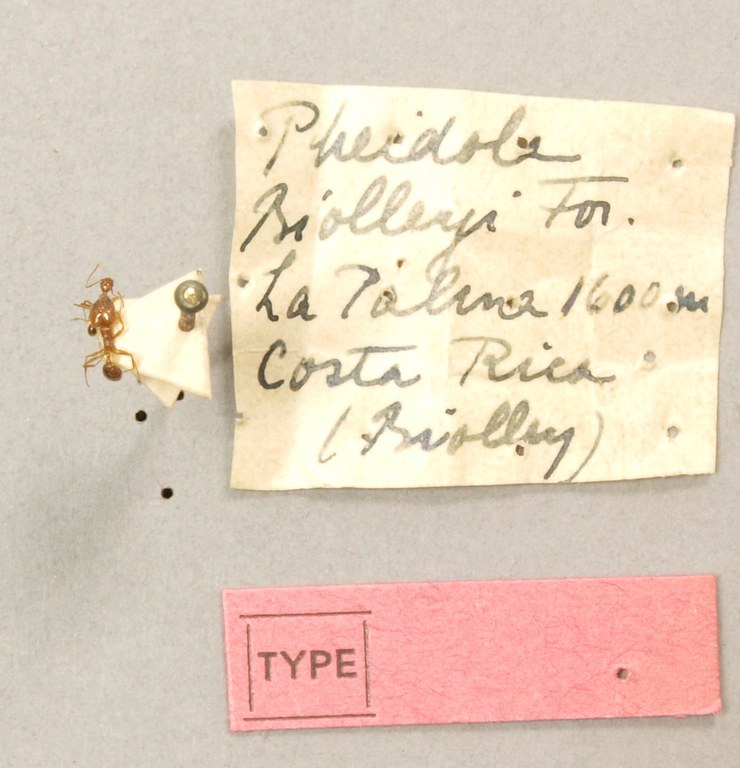 Pheidole
Biolleyi For.
La Palma 1600 m
Costa Rica
(Biolley)
TYPE